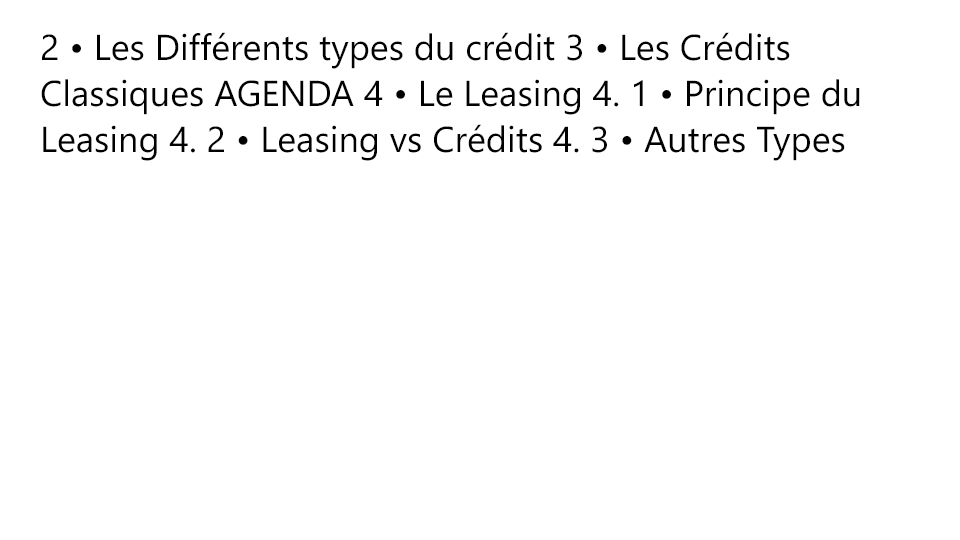 2 • Les Différents types du crédit 3 • Les Crédits
Classiques AGENDA 4 • Le Leasing 4. 1 • Principe du
Leasing 4. 2 • Leasing vs Crédits 4. 3 • Autres Types